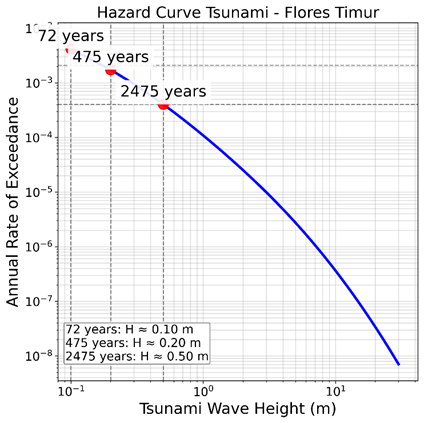 Hazard Curve Tsunami - Flores Timur
72 years
475 years
2475 years
10⁻³
10⁻⁴
10⁻⁵
10⁻⁶
10⁻⁷
10⁻⁸
Annual Rate of Exceedance
72 years: H ≈ 0.10 m
475 years: H ≈ 0.20 m
2475 years: H ≈ 0.50 m
10⁻¹
10⁰
10¹
Tsunami Wave Height (m)